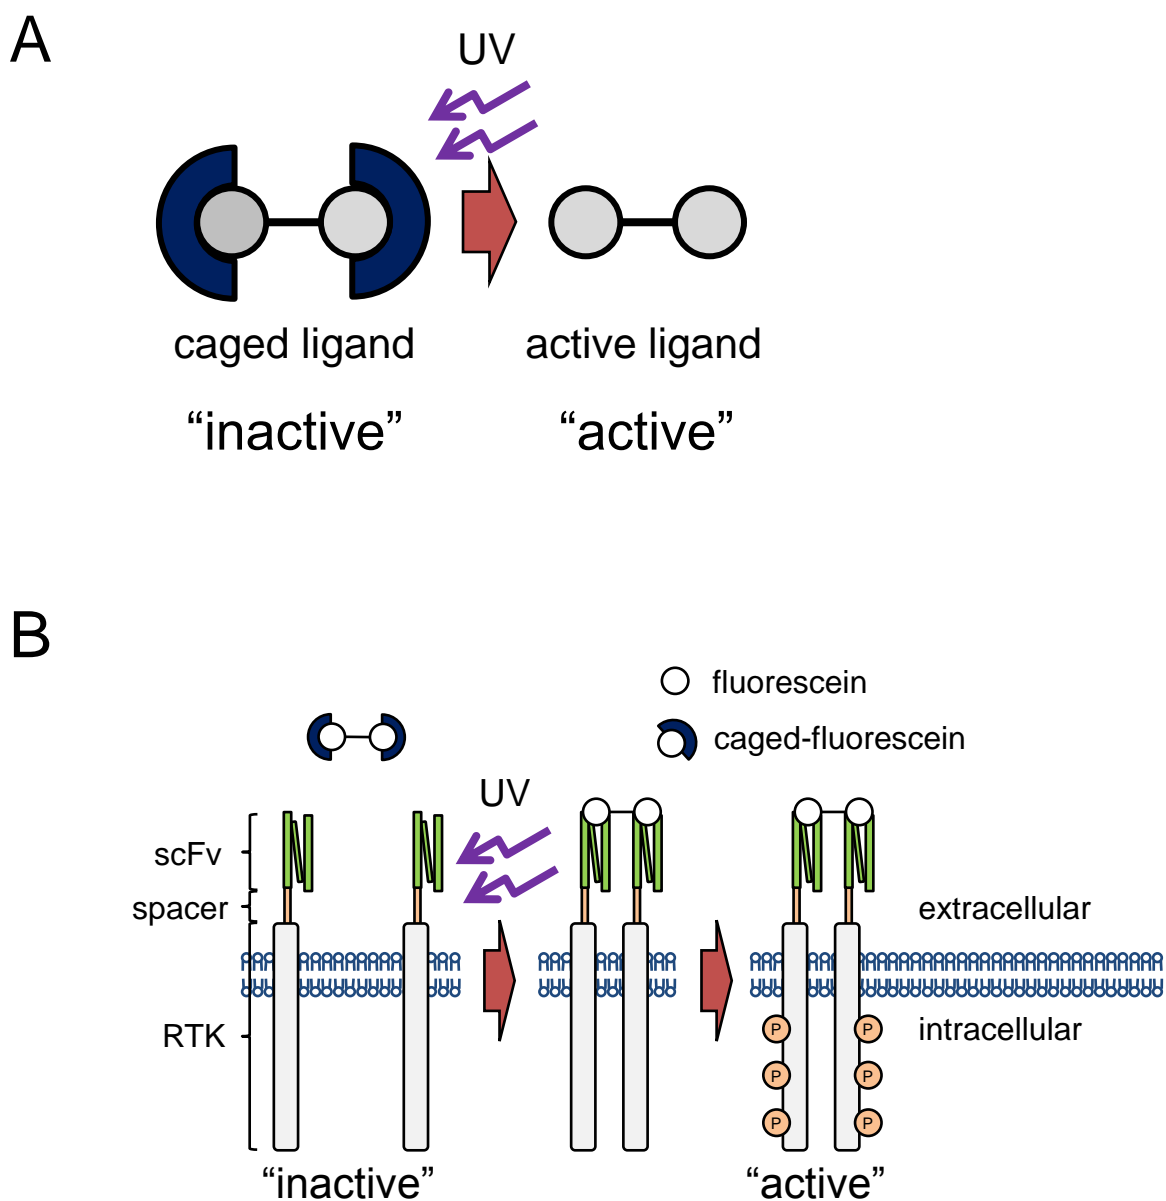 A
UV
caged ligand
active ligand
“inactive”
“active”
B
fluorescein
caged-fluorescein
UV
scFv
spacer
extracellular
RTK
intracellular
P
P
P
P
P
P
“inactive”
“active”